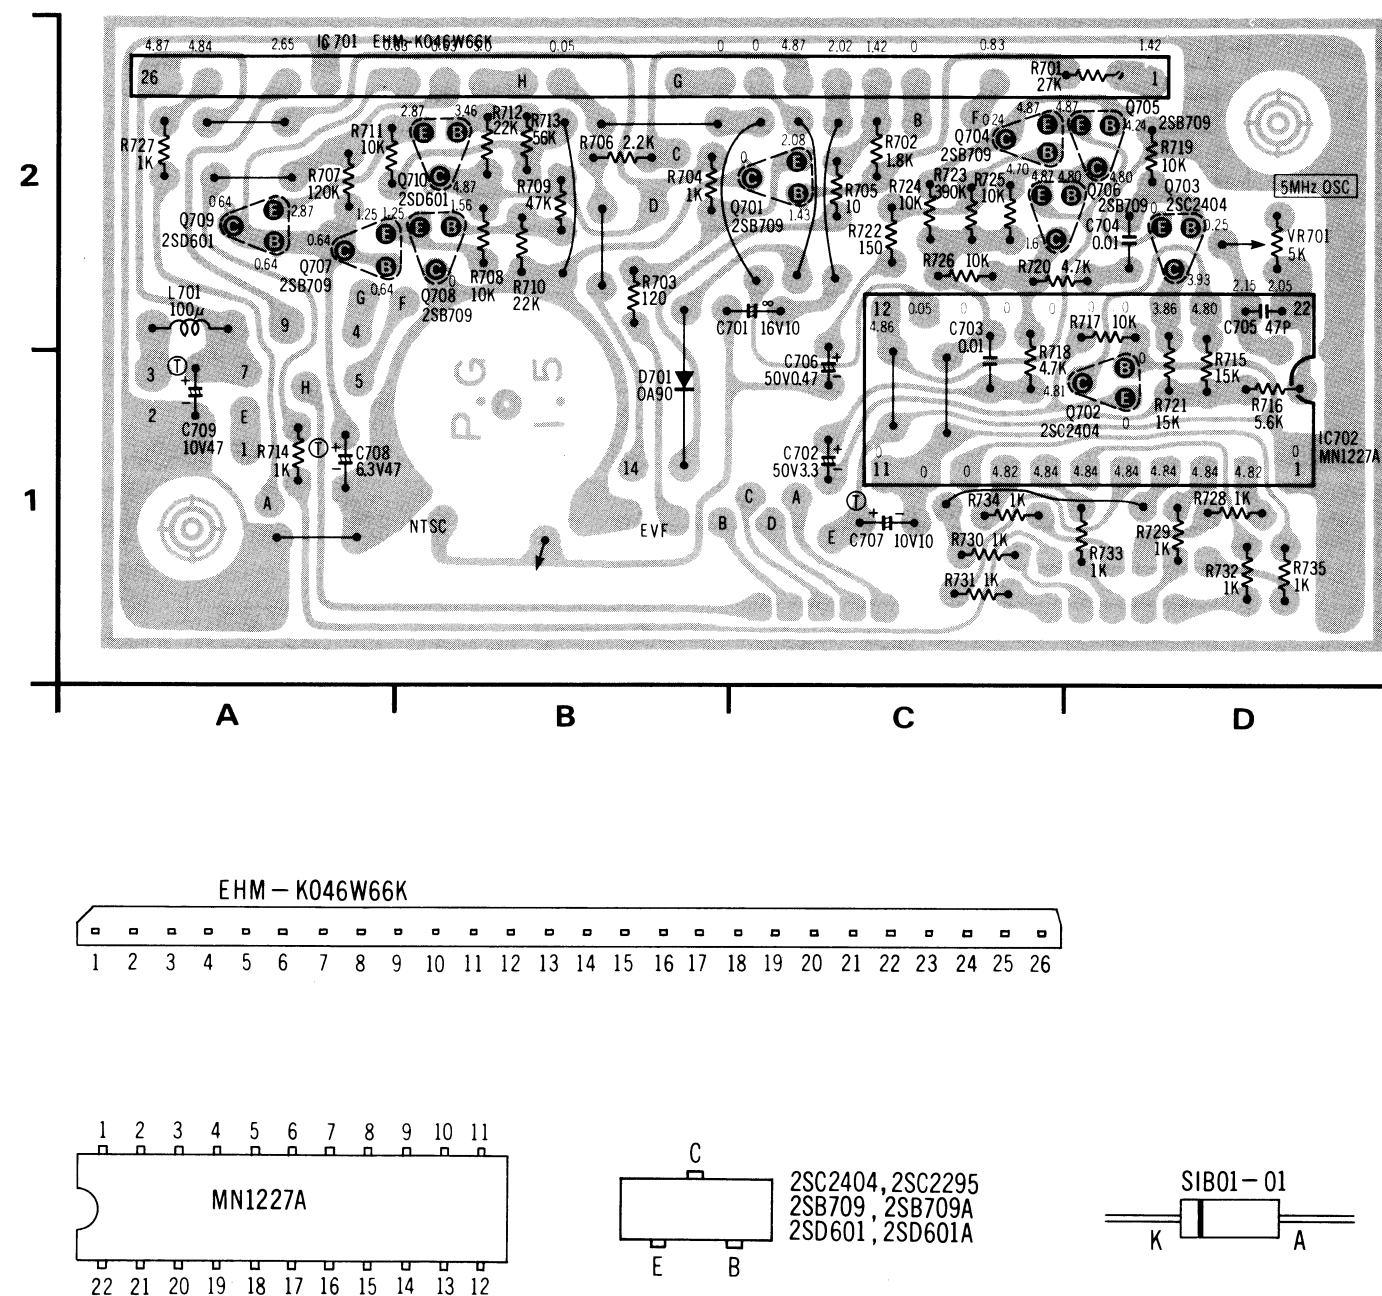 4.87 4.84 2.65 IC701 EHM-K046W66K 0.05 0 0 4.87 2.02 1.42 0 0.83 1.42
26 H G R701 27K 1
2.87 3.46 R712 22K R713 56K
R727 1K
R711 10K
R707 120K
Q710 2SD601
4.87
R706 2.2K
C
R704 1K
2.08
0
Q701 2SB709
1.43
R705 10
R702 1.8K
B
F 0.24
Q704 2SB709
4.87 4.87
Q705 2SB709
4.24
R719 10K
2
0.64
Q709 2SD601
2.87
0.64
1.25 1.25
1.56
R709 47K
D
R724 10K
R723 390K
R725 10K
4.70 4.87 4.80
4.80
Q706 2SB709
Q703 2SC2404
0
0.25
5MHz OSC
0.64
Q707 2SB709
0.64
0
Q708 2SB709
R708 10K
R710 22K
R703 120
R722 150
R726 10K
1.6
R720 4.7K
C704 0.01
3.93
VR701 5K
2.15 2.05
L701 100μ
9
G
4
F
C701 16V10
12 0.05 0 0 0 0 0 3.86 4.80 22
4.86
C703 0.01
R717 10K
C705 47P
3
T
7
H
5
P.G 1.5
D701 OA90
C706 50V0.47
R718 4.7K
4.81
0
Q702 2SC2404
0
R721 15K
R715 15K
R716 5.6K
2
C709 10V47
E
1
R714 1K
T
C708 6.3V47
14
C702 50V3.3
0
11 0 0 4.82 4.84 4.84 4.84 4.84 4.84 4.82 0 1
IC702 MN1227A
1
A
NTSC
EVF
C A
B D
E
T
C707 10V10
R734 1K
R730 1K
R731 1K
R733 1K
R729 1K
R728 1K
R732 1K
R735 1K
A B C D
EHM-K046W66K
1 2 3 4 5 6 7 8 9 10 11 12 13 14 15 16 17 18 19 20 21 22 23 24 25 26
1 2 3 4 5 6 7 8 9 10 11
MN1227A
22 21 20 19 18 17 16 15 14 13 12
C
2SC2404, 2SC2295
2SB709, 2SB709A
2SD601, 2SD601A
E B
SIB01-01
K A